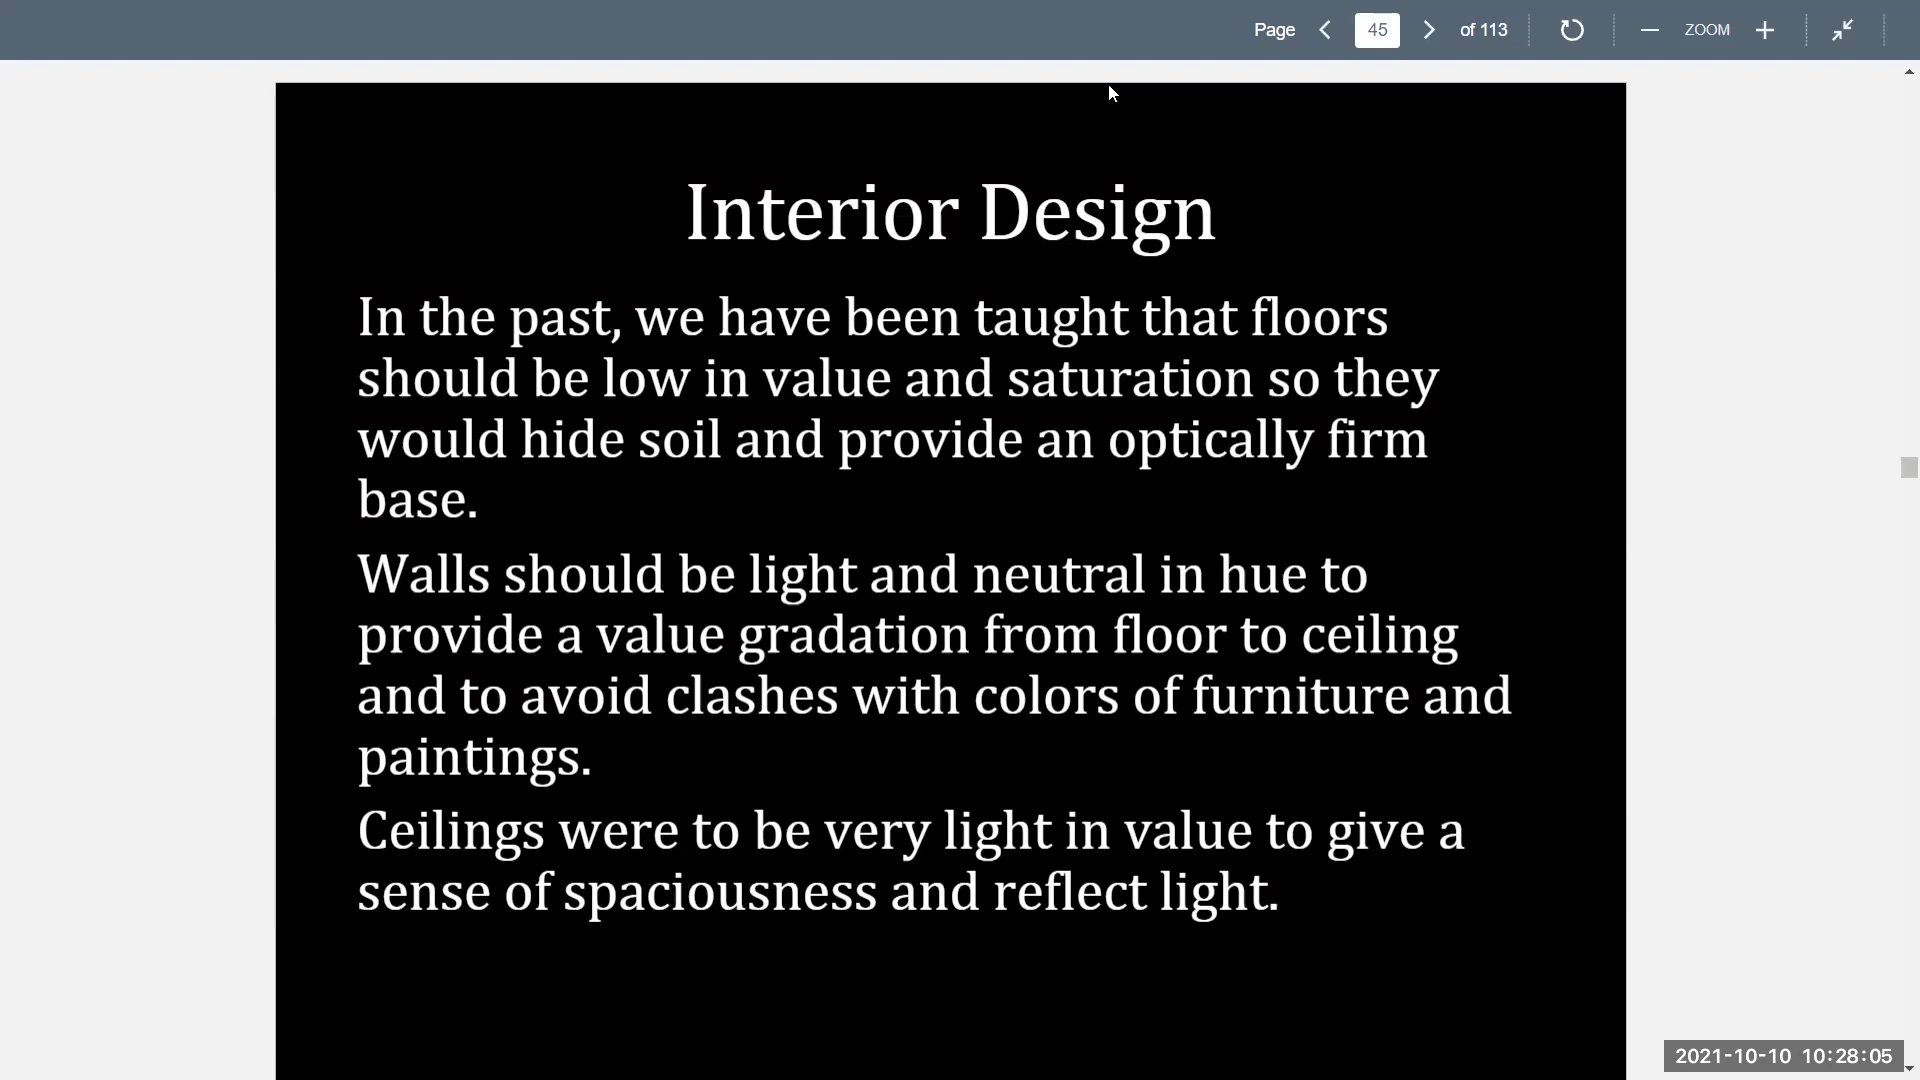 Page 45 of 113 ZOOM
Interior Design
In the past, we have been taught that floors
should be low in value and saturation so they
would hide soil and provide an optically firm
base.
Walls should be light and neutral in hue to
provide a value gradation from floor to ceiling
and to avoid clashes with colors of furniture and
paintings.
Ceilings were to be very light in value to give a
sense of spaciousness and reflect light.
2021-10-10 10:28:05